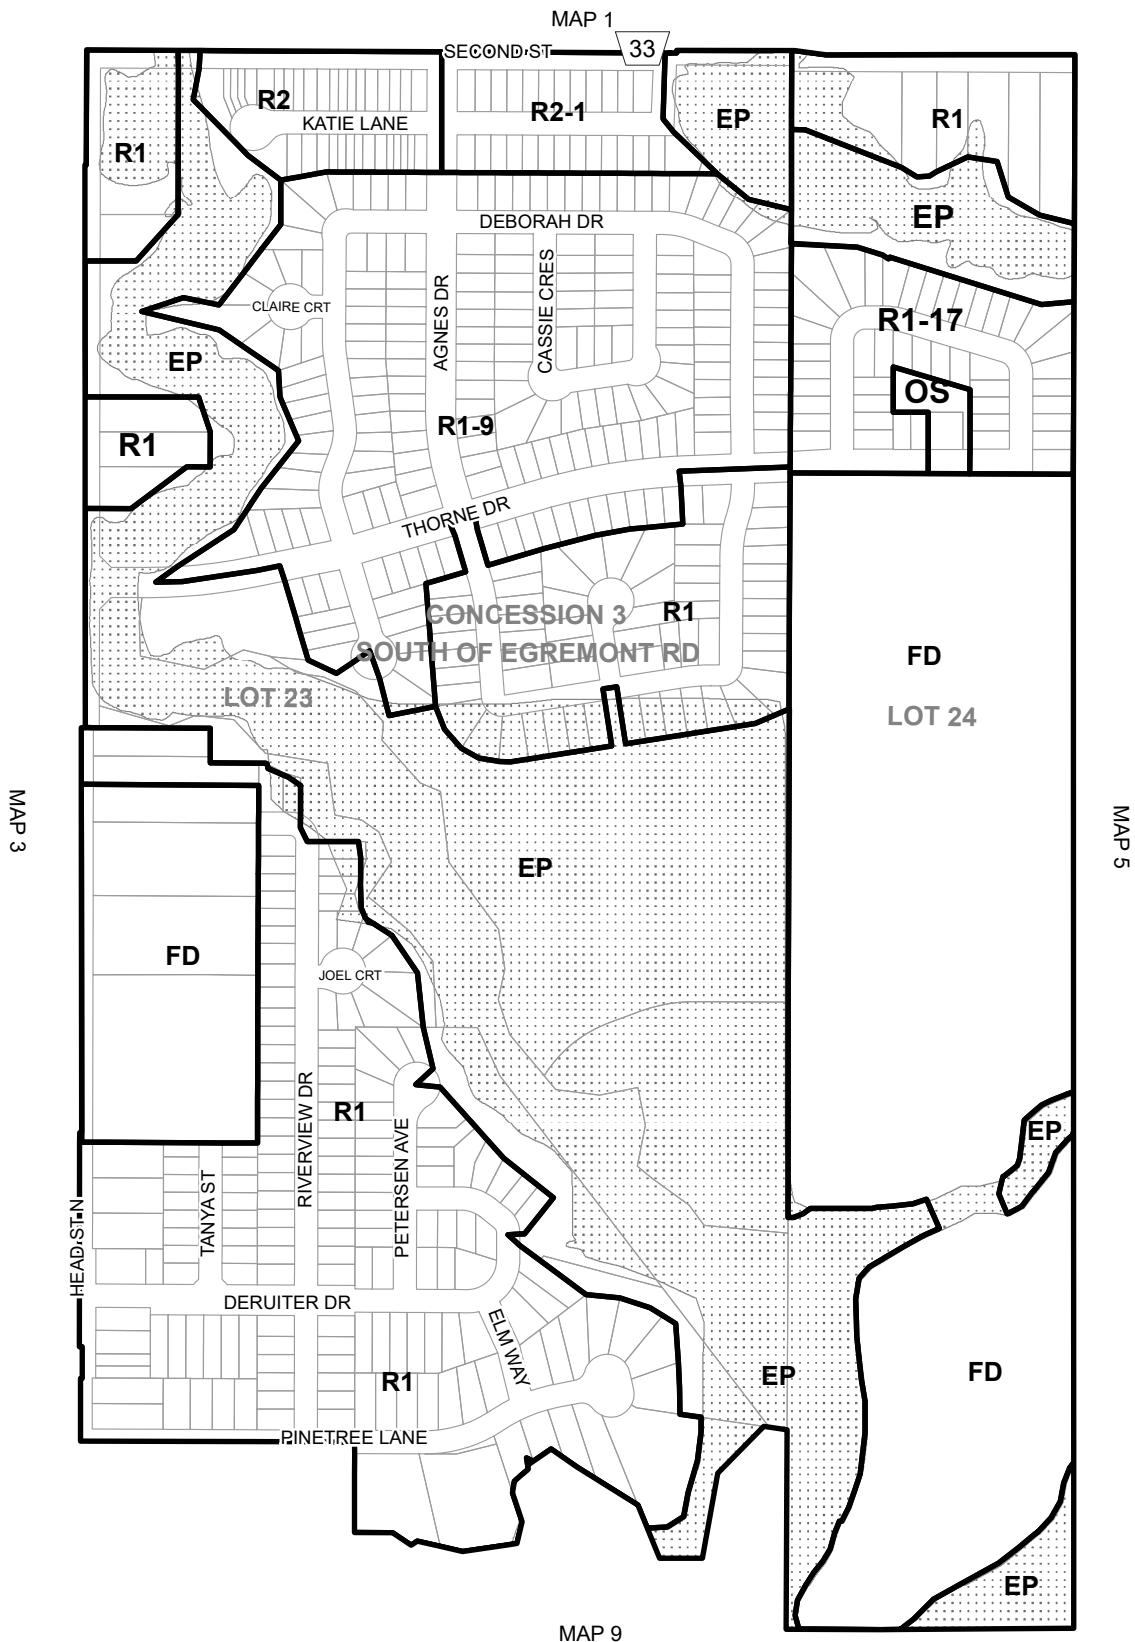 MAP 1
SECOND ST
33
R2
KATIE LANE
R2-1
EP
R1
R1
EP
DEBORAH DR
CLAIRE CRT
AGNES DR
CASSIE CRES
R1-17
EP
OS
R1-9
R1
THORNE DR
CONCESSION 3
R1
SOUTH OF EGREMONT RD
FD
LOT 23
LOT 24
MAP 3
MAP 5
EP
FD
JOEL CRT
R1
RIVERVIEW DR
PETERSEN AVE
EP
TANYA ST
HEAD ST N
DERUITER DR
ELM WAY
EP
FD
R1
PINETREE LANE
EP
MAP 9